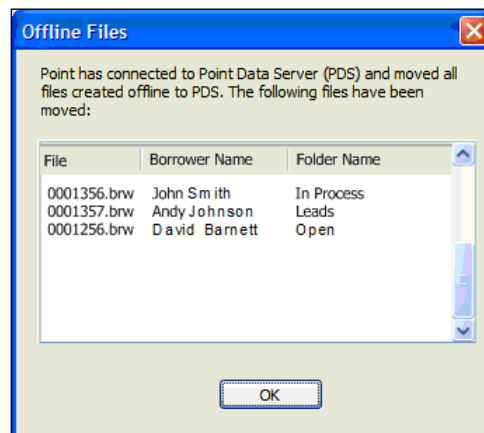 Offline Files
Point has connected to Point Data Server (PDS) and moved all
files created offline to PDS. The following files have been
moved:
File Borrower Name Folder Name
0001356.brw John Smith In Process
0001357.brw Andy Johnson Leads
0001256.brw David Barnett Open
OK